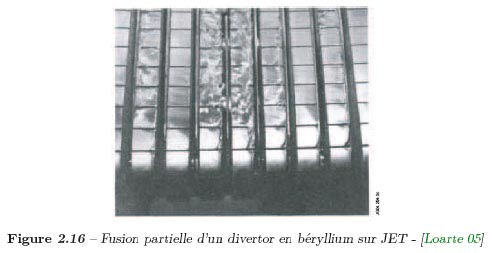 Figure 2.16 – Fusion partielle d'un divertor en béryllium sur JET - [Loarte 05]